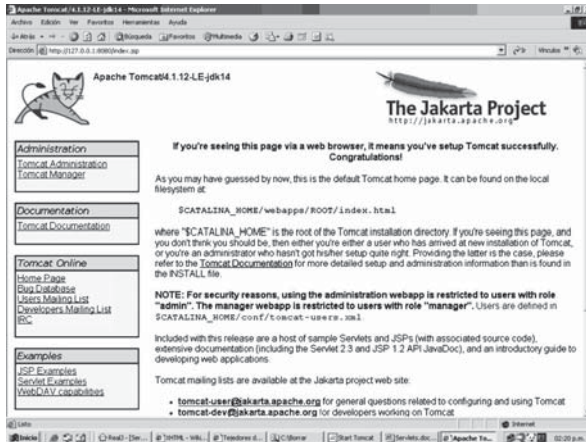 Apache Tomcat/4.1.12-LE-jdk14 - Microsoft Internet Explorer
Archivo Edición Ver Favoritos Herramientas Ayuda
Atrás Búsqueda Favoritos Multimedia
Dirección http://127.0.0.1:8080/index.jsp Ir Vínculos
Apache Tomcat/4.1.12-LE-jdk14
The Jakarta Project
http://jakarta.apache.org
Administration
Tomcat Administration
Tomcat Manager
Documentation
Tomcat Documentation
Tomcat Online
Home Page
Bug Database
Users Mailing List
Developers Mailing List
IRC
Examples
JSP Examples
Servlet Examples
WebDAV capabilities
If you're seeing this page via a web browser, it means you've setup Tomcat successfully.
Congratulations!
As you may have guessed by now, this is the default Tomcat home page. It can be found on the local
filesystem at:
$CATALINA_HOME/webapps/ROOT/index.html
where "$CATALINA_HOME" is the root of the Tomcat installation directory. If you're seeing this page, and
you don't think you should be, then either you're either a user who has arrived at new installation of Tomcat,
or you're an administrator who hasn't got his/her setup quite right. Providing the latter is the case, please
refer to the Tomcat Documentation for more detailed setup and administration information than is found in
the INSTALL file.
NOTE: For security reasons, using the administration webapp is restricted to users with role
"admin". The manager webapp is restricted to users with role "manager". Users are defined in
$CATALINA_HOME/conf/tomcat-users.xml.
Included with this release are a host of sample Servlets and JSPs (with associated source code),
extensive documentation (including the Servlet 2.3 and JSP 1.2 API JavaDoc), and an introductory guide to
developing web applications.
Tomcat mailing lists are available at the Jakarta project web site:
• tomcat-user@jakarta.apache.org for general questions related to configuring and using Tomcat
• tomcat-dev@jakarta.apache.org for developers working on Tomcat
Listo Internet
Inicio Tejedores d... C:\Borrar Start Tomcat Servlets.doc... Apache To...